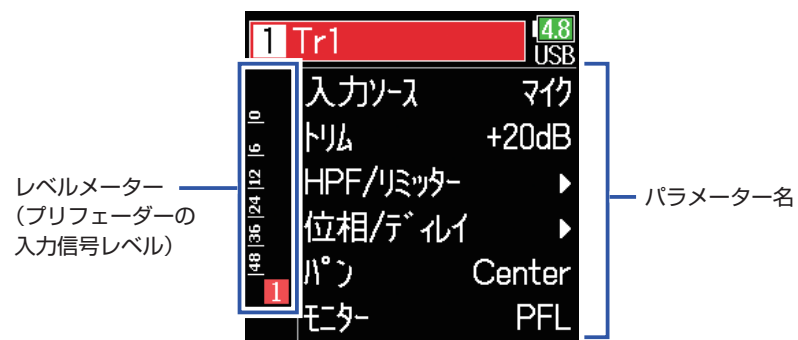 1 Tr1 4.8
USB
入力ソース マイク
トリム +20dB
HPF/リミッター ▶
位相/ディレイ ▶
パン Center
モニター PFL
0
6
12
24
36
48
1
レベルメーター
（プリフェーダーの
入力信号レベル）
パラメーター名